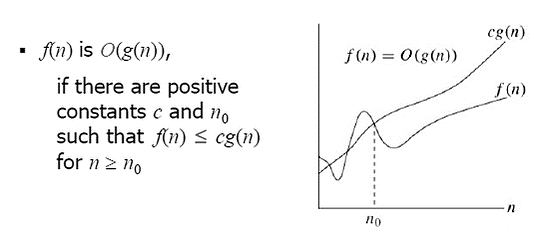 ▪ f(n) is O(g(n)),
if there are positive
constants c and n₀
such that f(n) ≤ cg(n)
for n ≥ n₀
cg(n)
f(n) = O(g(n))
f(n)
n
n₀